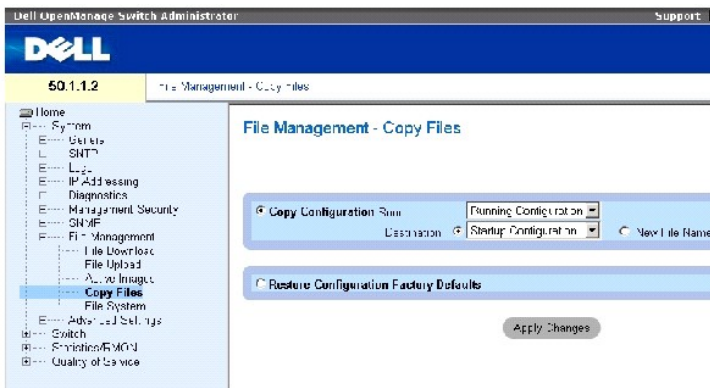 Dell OpenManage Switch Administrator
Support
DELL
50.1.1.2
File Management - Copy Files
Home
System
General
SNTP
Logs
IP Addressing
Diagnostics
Management Security
SNMP
File Management
File Download
File Upload
Active Images
Copy Files
File System
Advanced Settings
Switch
Statistics/RMON
Quality of Service
File Management - Copy Files
Copy Configuration Source Running Configuration
Destination Startup Configuration New File Name
Restore Configuration Factory Defaults
Apply Changes